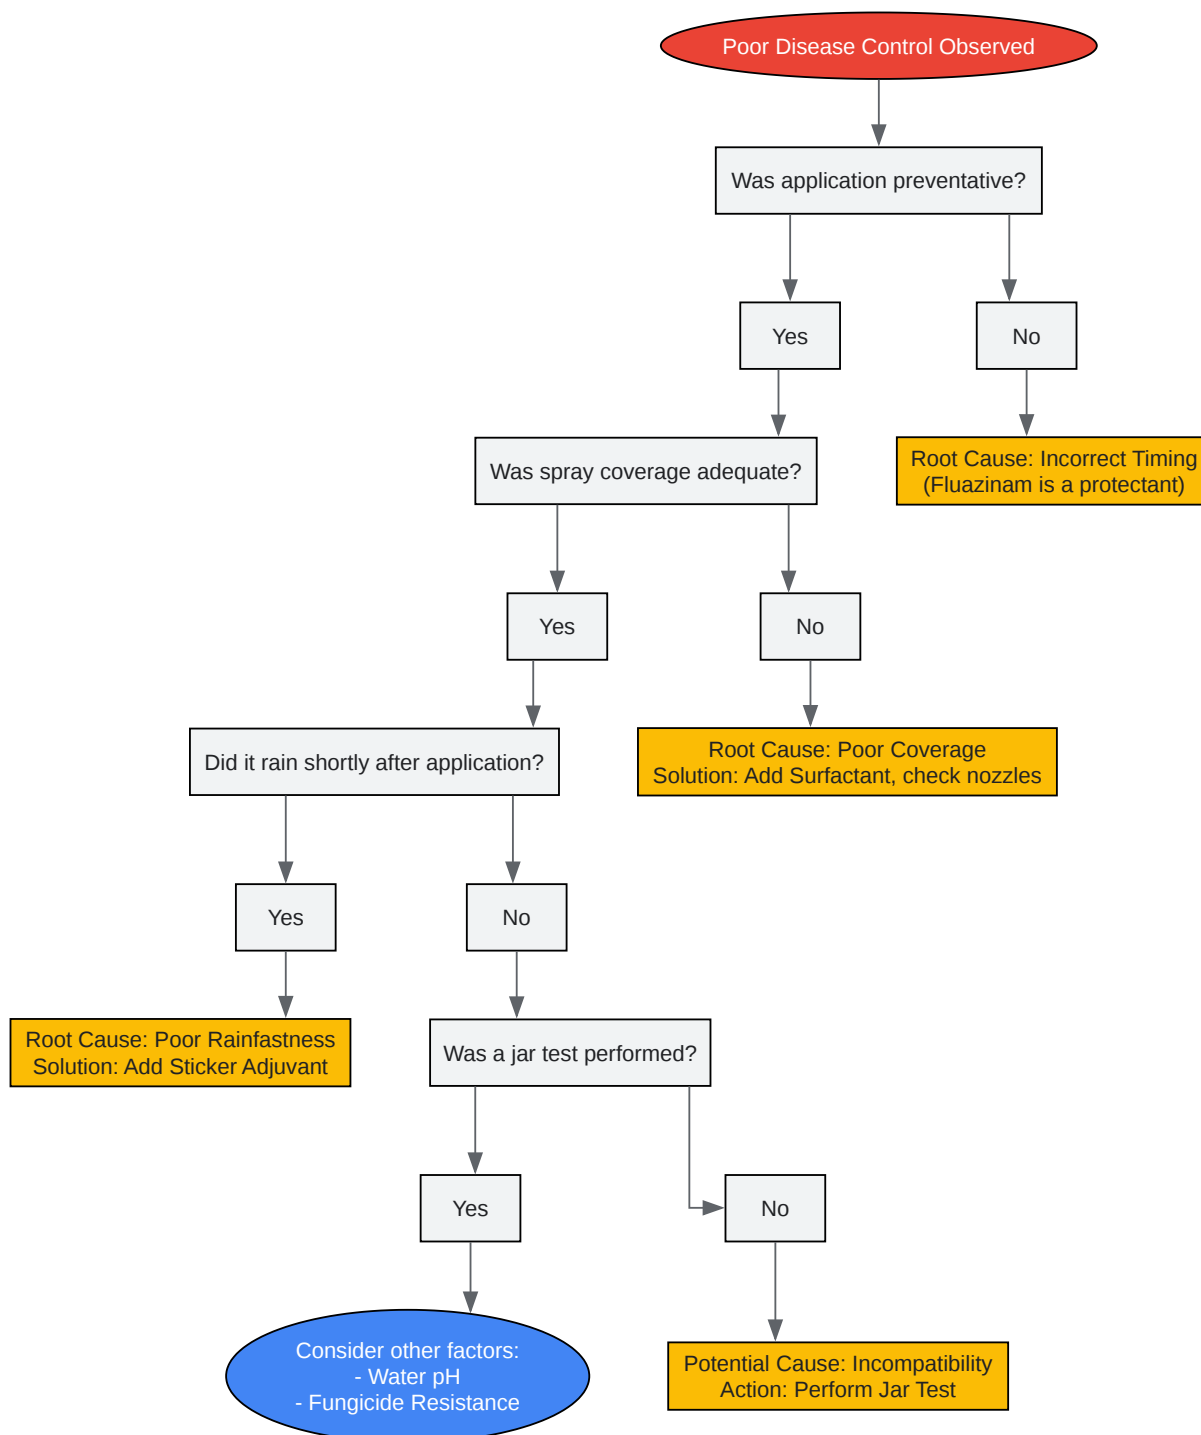 Poor Disease Control Observed
Was application preventative?
Yes
No
Was spray coverage adequate?
Root Cause: Incorrect Timing
(Fluazinam is a protectant)
Yes
No
Did it rain shortly after application?
Root Cause: Poor Coverage
Solution: Add Surfactant, check nozzles
Yes
No
Root Cause: Poor Rainfastness
Solution: Add Sticker Adjuvant
Was a jar test performed?
Yes
No
Consider other factors:
- Water pH
- Fungicide Resistance
Potential Cause: Incompatibility
Action: Perform Jar Test